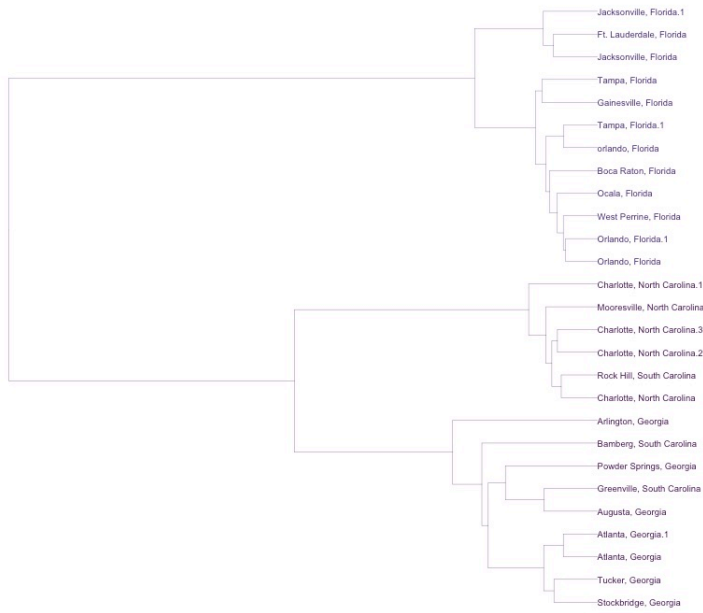 Jacksonville, Florida.1
Ft. Lauderdale, Florida
Jacksonville, Florida
Tampa, Florida
Gainesville, Florida
Tampa, Florida.1
orlando, Florida
Boca Raton, Florida
Ocala, Florida
West Perrine, Florida
Orlando, Florida.1
Orlando, Florida
Charlotte, North Carolina.1
Mooresville, North Carolina
Charlotte, North Carolina.3
Charlotte, North Carolina.2
Rock Hill, South Carolina
Charlotte, North Carolina
Arlington, Georgia
Bamberg, South Carolina
Powder Springs, Georgia
Greenville, South Carolina
Augusta, Georgia
Atlanta, Georgia.1
Atlanta, Georgia
Tucker, Georgia
Stockbridge, Georgia